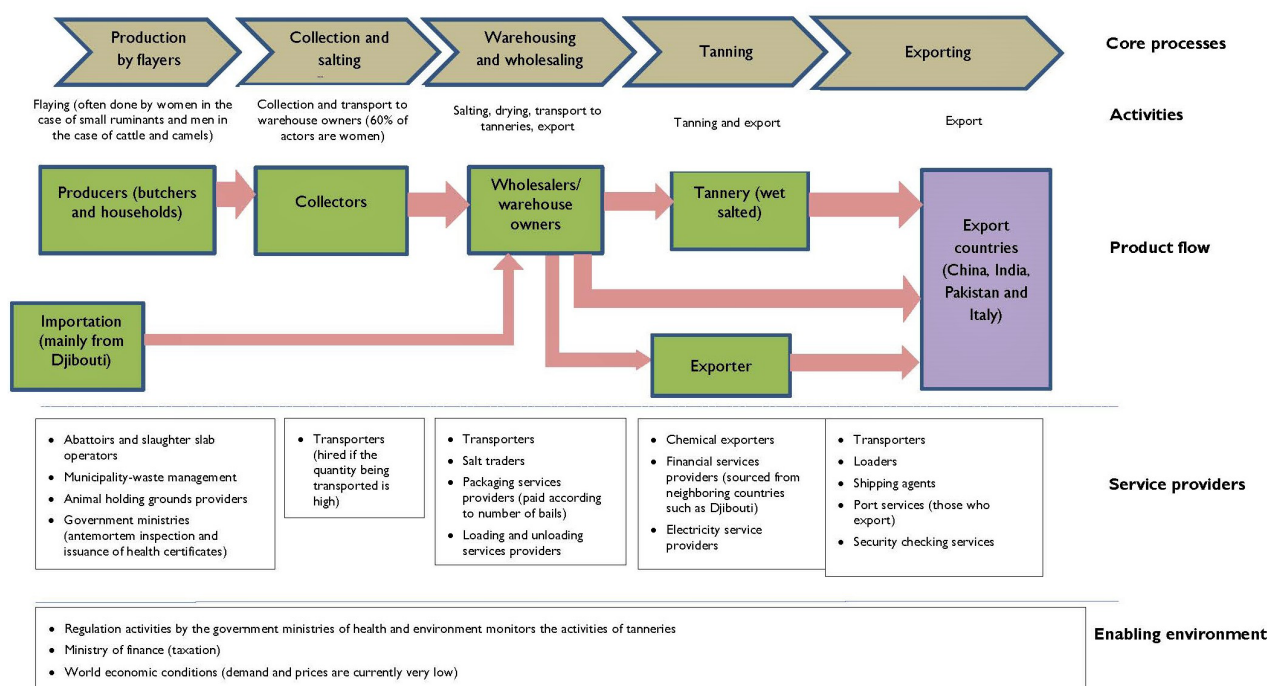 Production
by flayers
Collection and
salting
...
Warehousing
and wholesaling
Tanning
Exporting
Core processes
Flaying (often done by women in the
case of small ruminants and men in
the case of cattle and camels)
Collection and transport to
warehouse owners (60% of
actors are women)
Salting, drying, transport to
tanneries, export
Tanning and export
Export
Activities
Producers (butchers
and households)
Collectors
Wholesalers/
warehouse
owners
Tannery (wet
salted)
Export
countries
(China, India,
Pakistan and
Italy)
Product flow
Importation
(mainly from
Djibouti)
Exporter
• Abattoirs and slaughter slab
operators
• Municipality-waste management
• Animal holding grounds providers
• Government ministries
(antemortem inspection and
issuance of health certificates)
• Transporters
(hired if the
quantity being
transported is
high)
• Transporters
• Salt traders
• Packaging services
providers (paid according
to number of bails)
• Loading and unloading
services providers
• Chemical exporters
• Financial services
providers (sourced from
neighboring countries
such as Djibouti)
• Electricity service
providers
• Transporters
• Loaders
• Shipping agents
• Port services (those who
export)
• Security checking services
Service providers
• Regulation activities by the government ministries of health and environment monitors the activities of tanneries
• Ministry of finance (taxation)
• World economic conditions (demand and prices are currently very low)
Enabling environment